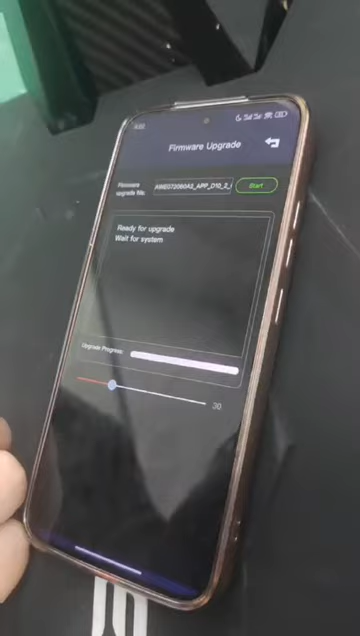 Firmware Upgrade
Firmware
upgrade file:
Start
Ready for upgrade
Wait for system
Upgrade Progress:
30